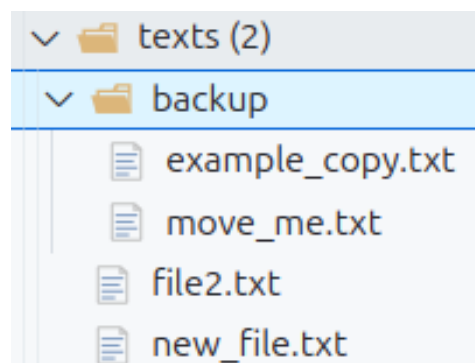 texts (2)
backup
example_copy.txt
move_me.txt
file2.txt
new_file.txt